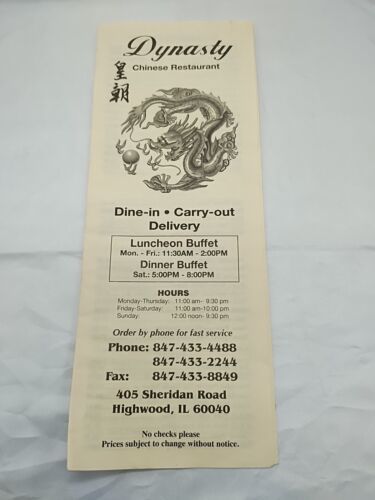 Dynasty
皇朝
Chinese Restaurant
Dine-in • Carry-out
Delivery
Luncheon Buffet
Mon. - Fri.: 11:30AM - 2:00PM
Dinner Buffet
Sat.: 5:00PM - 8:00PM
HOURS
Monday-Thursday: 11:00 am- 9:30 pm
Friday-Saturday: 11:00 am-10:00 pm
Sunday: 12:00 noon- 9:30 pm
Order by phone for fast service
Phone: 847-433-4488
847-433-2244
Fax: 847-433-8849
405 Sheridan Road
Highwood, IL 60040
No checks please
Prices subject to change without notice.